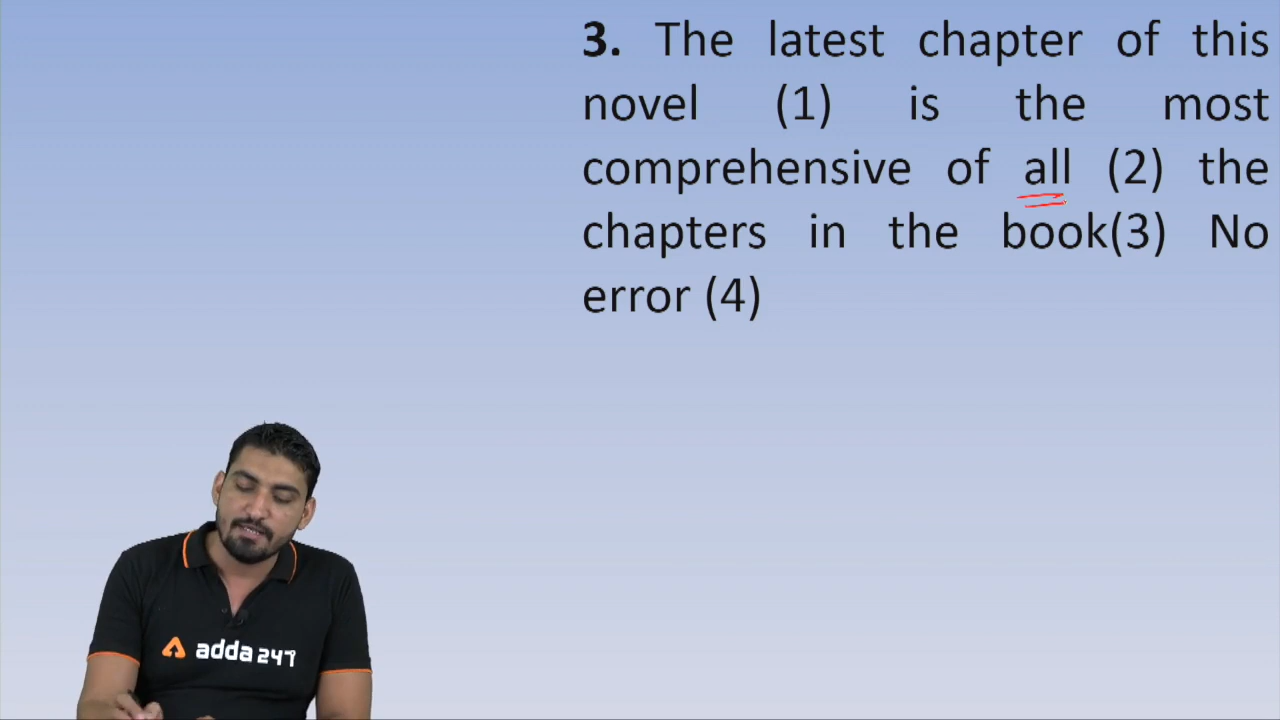 3. The latest chapter of this
novel (1) is the most
comprehensive of all (2) the
chapters in the book(3) No
error (4)
adda 247